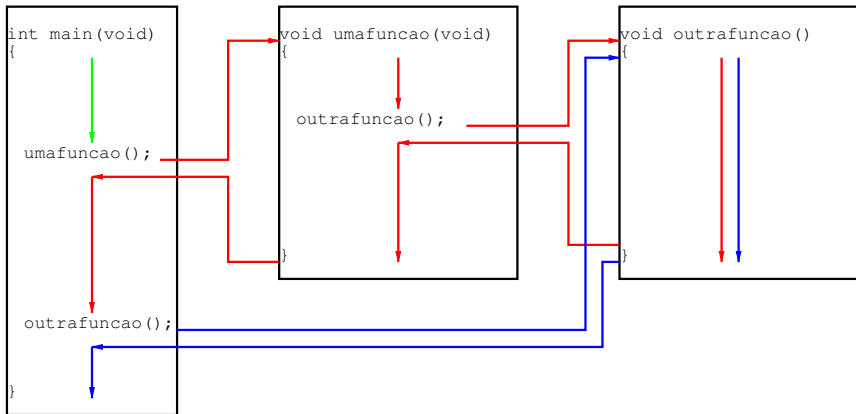 int main(void)
{
umafuncao();
outrafuncao();
}
void umafuncao(void)
{
outrafuncao();
}
void outrafuncao()
{
}